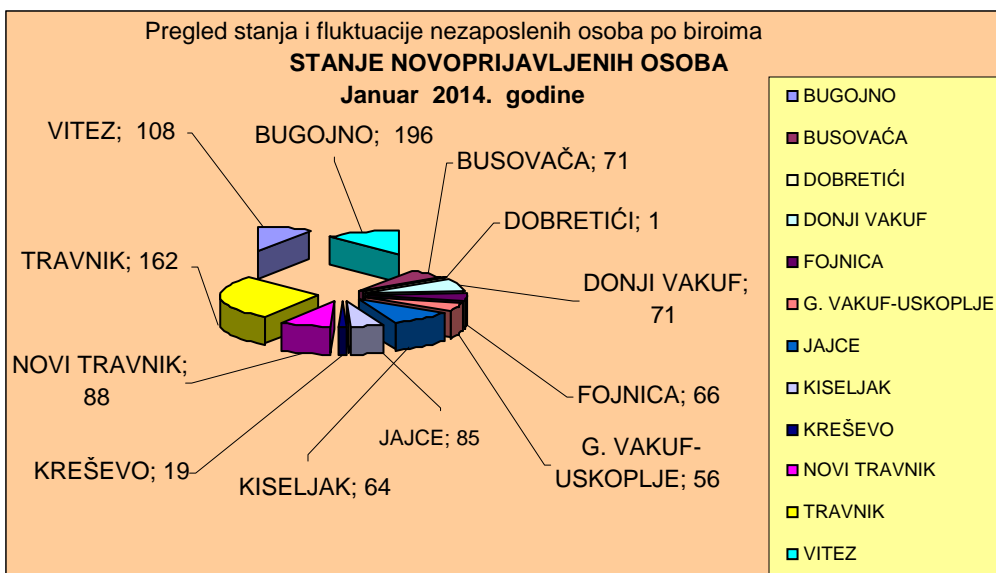 Pregled stanja i fluktuacije nezaposlenih osoba po biroima
STANJE NOVOPRIJAVLJENIH OSOBA
Januar 2014. godine
VITEZ; 108
BUGOJNO; 196
BUSOVAČA; 71
DOBRETIĆI; 1
DONJI VAKUF;
71
FOJNICA; 66
G. VAKUF-
USKOPLJE; 56
JAJCE; 85
KISELJAK; 64
KREŠEVO; 19
NOVI TRAVNIK;
88
TRAVNIK; 162
BUGOJNO
BUSOVAĆA
DOBRETIĆI
DONJI VAKUF
FOJNICA
G. VAKUF-USKOPLJE
JAJCE
KISELJAK
KREŠEVO
NOVI TRAVNIK
TRAVNIK
VITEZ